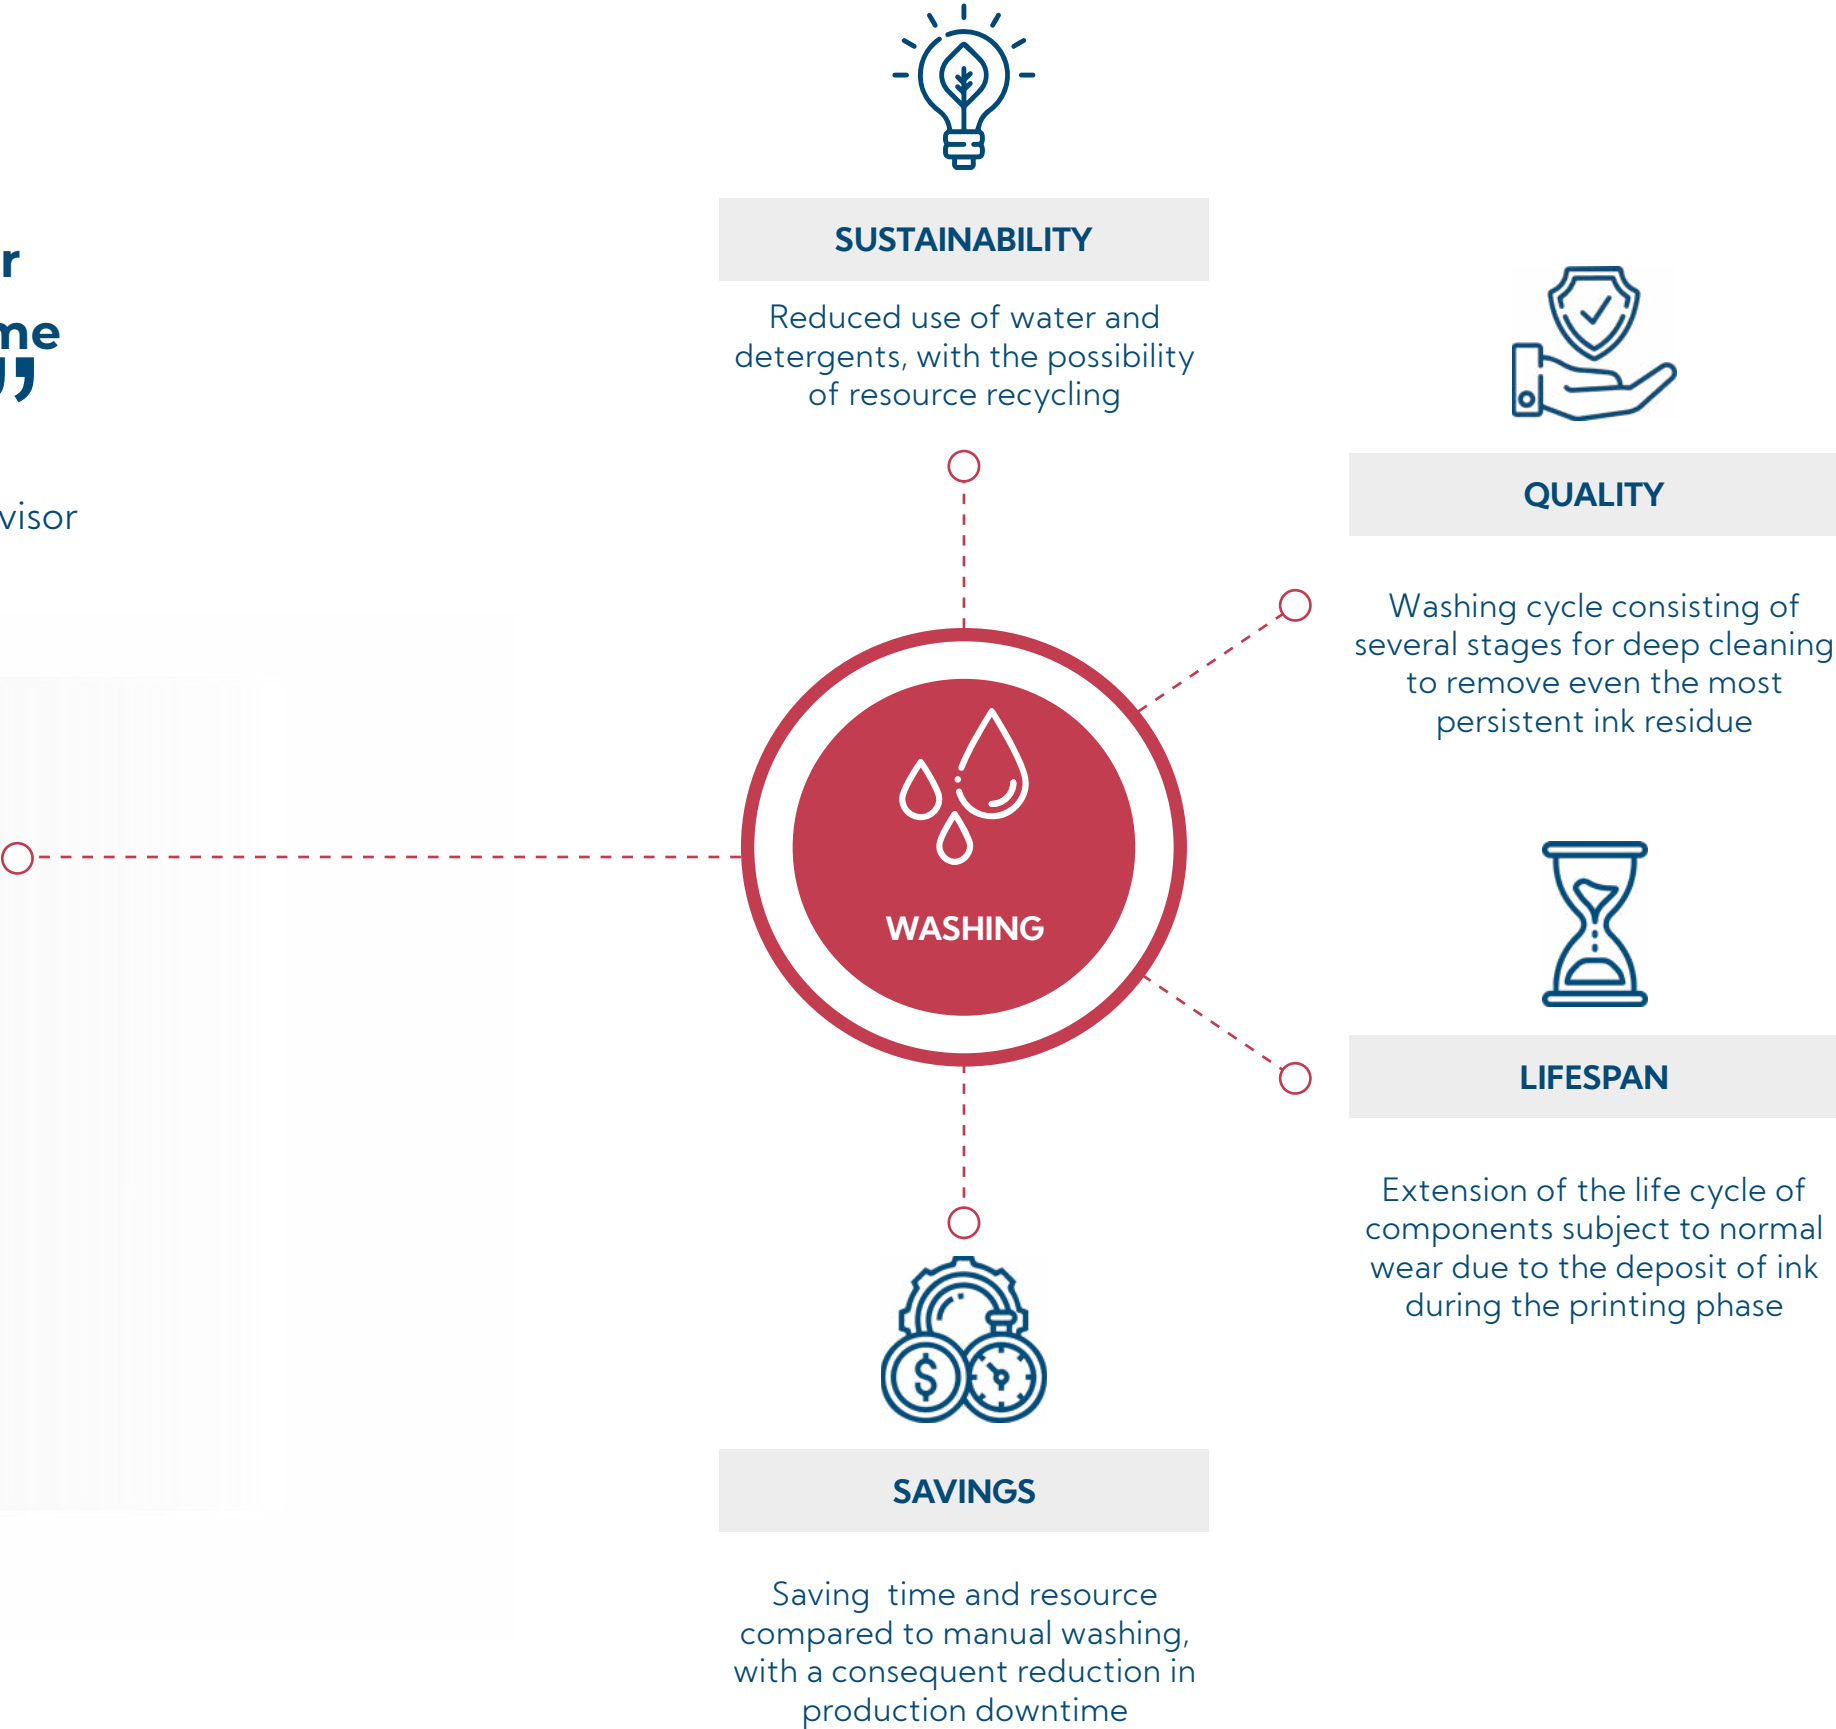 SUSTAINABILITY
Reduced use of water and
detergents, with the possibility
of resource recycling
QUALITY
Washing cycle consisting of
several stages for deep cleaning
to remove even the most
persistent ink residue
WASHING
LIFESPAN
Extension of the life cycle of
components subject to normal
wear due to the deposit of ink
during the printing phase
$
SAVINGS
Saving  time and resource
compared to manual washing,
with a consequent reduction in
production downtime